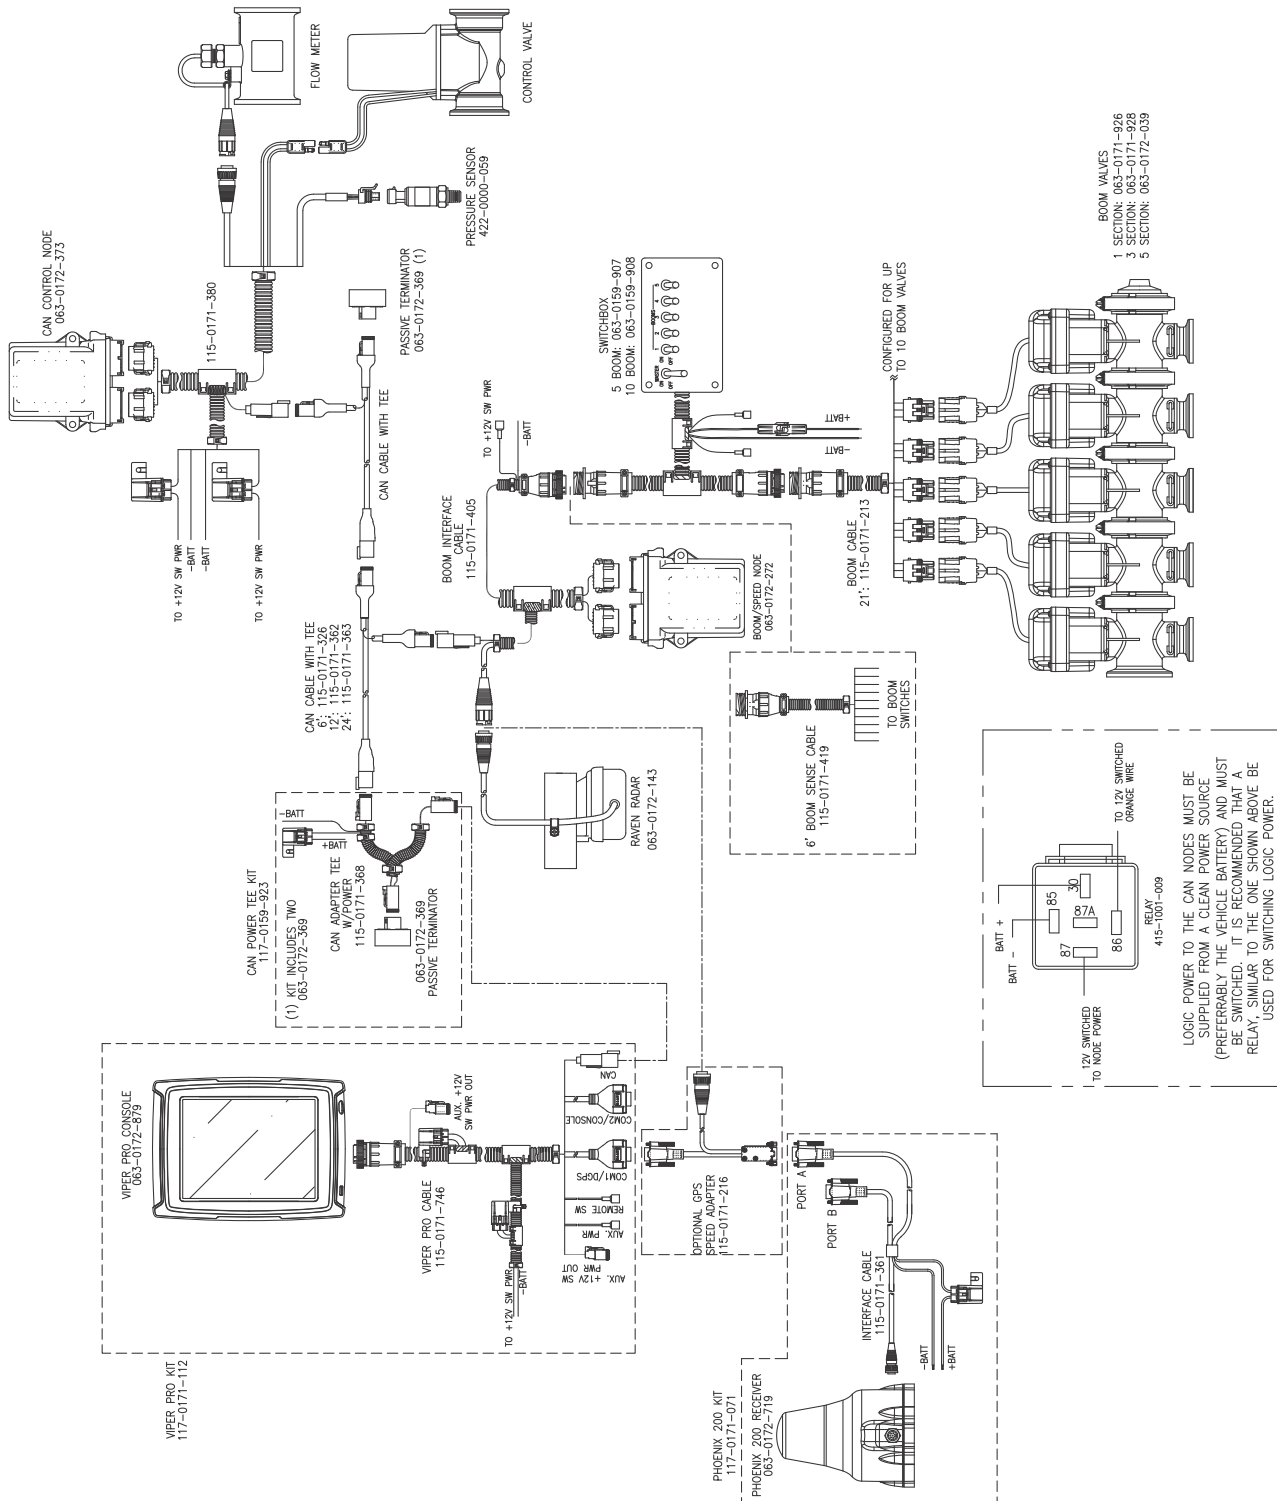 FLOW METER
CONTROL VALVE
PRESSURE SENSOR
422-0000-059
CAN CONTROL NODE
063-0172-373
115-0171-380
PASSIVE TERMINATOR
063-0172-369 (1)
TO +12V SW PWR
-BATT
-BATT
TO +12V SW PWR
CAN CABLE WITH TEE
CAN CABLE WITH TEE
6': 115-0171-326
12': 115-0171-362
24': 115-0171-363
BOOM INTERFACE
CABLE
115-0171-405
TO +12V SW PWR
-BATT
SWITCHBOX
5 BOOM: 063-0159-907
10 BOOM: 063-0159-908
MASTER
ON
OFF
ON
OFF
BOOMS
1
2
3
4
5
+BATT
-BATT
CONFIGURED FOR UP
TO 10 BOOM VALVES
BOOM VALVES
1 SECTION: 063-0171-926
3 SECTION: 063-0171-928
5 SECTION: 063-0172-039
BOOM CABLE
21': 115-0171-213
BOOM/SPEED NODE
063-0172-272
6' BOOM SENSE CABLE
115-0171-419
TO BOOM
SWITCHES
RAVEN RADAR
063-0172-143
CAN POWER TEE KIT
117-0159-923
(1) KIT INCLUDES TWO
063-0172-369
-BATT
+BATT
CAN ADAPTER TEE
W/POWER
115-0171-368
063-0172-369
PASSIVE TERMINATOR
VIPER PRO KIT
117-0171-112
VIPER PRO CONSOLE
063-0172-879
VIPER PRO CABLE
115-0171-746
AUX. +12V
SW PWR OUT
TO +12V SW PWR
-BATT
CAN
COM2/CONSOLE
COM1/DGPS
REMOTE SW
AUX. PWR
AUX. +12V SW
PWR OUT
OPTIONAL GPS
SPEED ADAPTER
115-0171-216
PORT A
PORT B
INTERFACE CABLE
115-0171-361
-BATT
+BATT
PHOENIX 200 KIT
117-0171-071
PHOENIX 200 RECEIVER
063-0172-719
BATT +
BATT -
85
30
87A
87
86
TO 12V SWITCHED
ORANGE WIRE
12V SWITCHED
TO NODE POWER
RELAY
415-1001-009
LOGIC POWER TO THE CAN NODES MUST BE
SUPPLIED FROM A CLEAN POWER SOURCE
(PREFERRABLY THE VEHICLE BATTERY) AND MUST
BE SWITCHED. IT IS RECOMMENDED THAT A
RELAY, SIMILAR TO THE ONE SHOWN ABOVE BE
USED FOR SWITCHING LOGIC POWER.